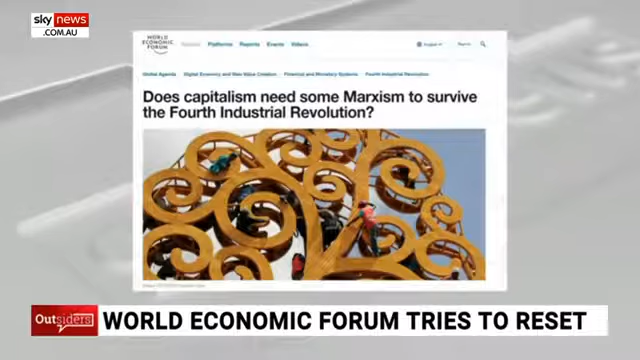 sky news
.COM.AU
WORLD
ECONOMIC
FORUM
Platforms Reports Events Videos
English Search
Global Agenda Digital Economy and New Value Creation Financial and Monetary Systems Fourth Industrial Revolution
Does capitalism need some Marxism to survive
the Fourth Industrial Revolution?
Outsiders
WORLD ECONOMIC FORUM TRIES TO RESET